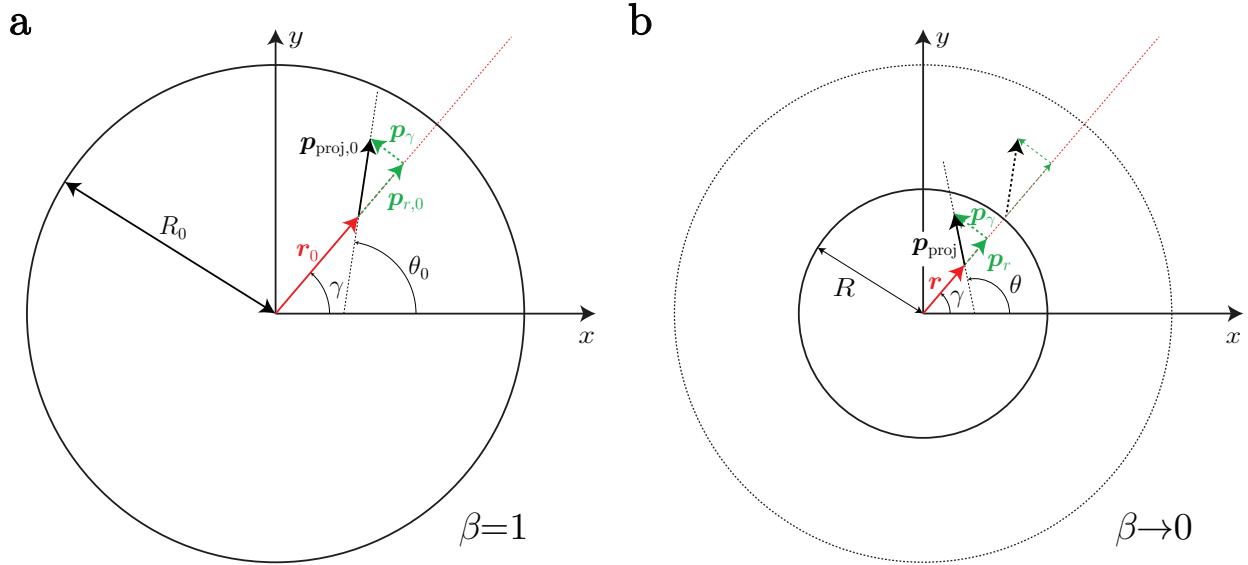 a
y
p_γ
p_proj,0
p_r,0
R_0
r_0
θ_0
γ
x
β=1
b
y
p_γ
p_proj
p_r
R
r
θ
γ
x
β→0